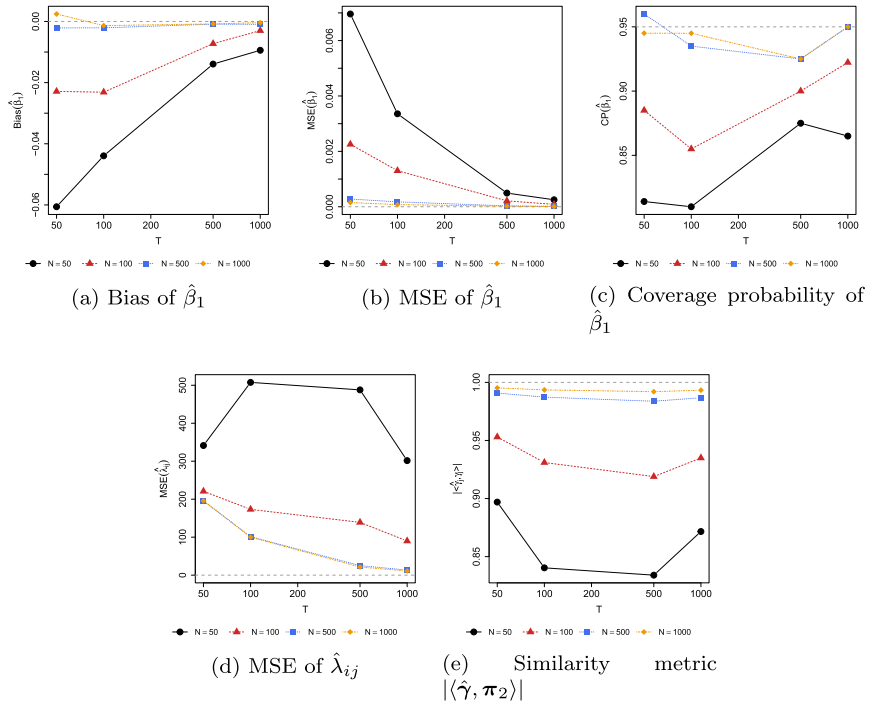 0.00
−0.02
−0.04
−0.06
Bias(β̂₁)
50 100 200 500 1000
T
N = 50 N = 100 N = 500 N = 1000
(a) Bias of β̂₁
0.006
0.004
0.002
0.000
MSE(β̂₁)
50 100 200 500 1000
T
N = 50 N = 100 N = 500 N = 1000
(b) MSE of β̂₁
0.95
0.90
0.85
CP(β̂₁)
50 100 200 500 1000
T
N = 50 N = 100 N = 500 N = 1000
(c) Coverage probability of
β̂₁
500
400
300
200
100
0
MSE(λ̂ᵢⱼ)
50 100 200 500 1000
T
N = 50 N = 100 N = 500 N = 1000
(d) MSE of λ̂ᵢⱼ
1.00
0.95
0.90
0.85
50 100 200 500 1000
T
N = 50 N = 100 N = 500 N = 1000
(e) Similarity metric
|⟨γ̂, π₂⟩|